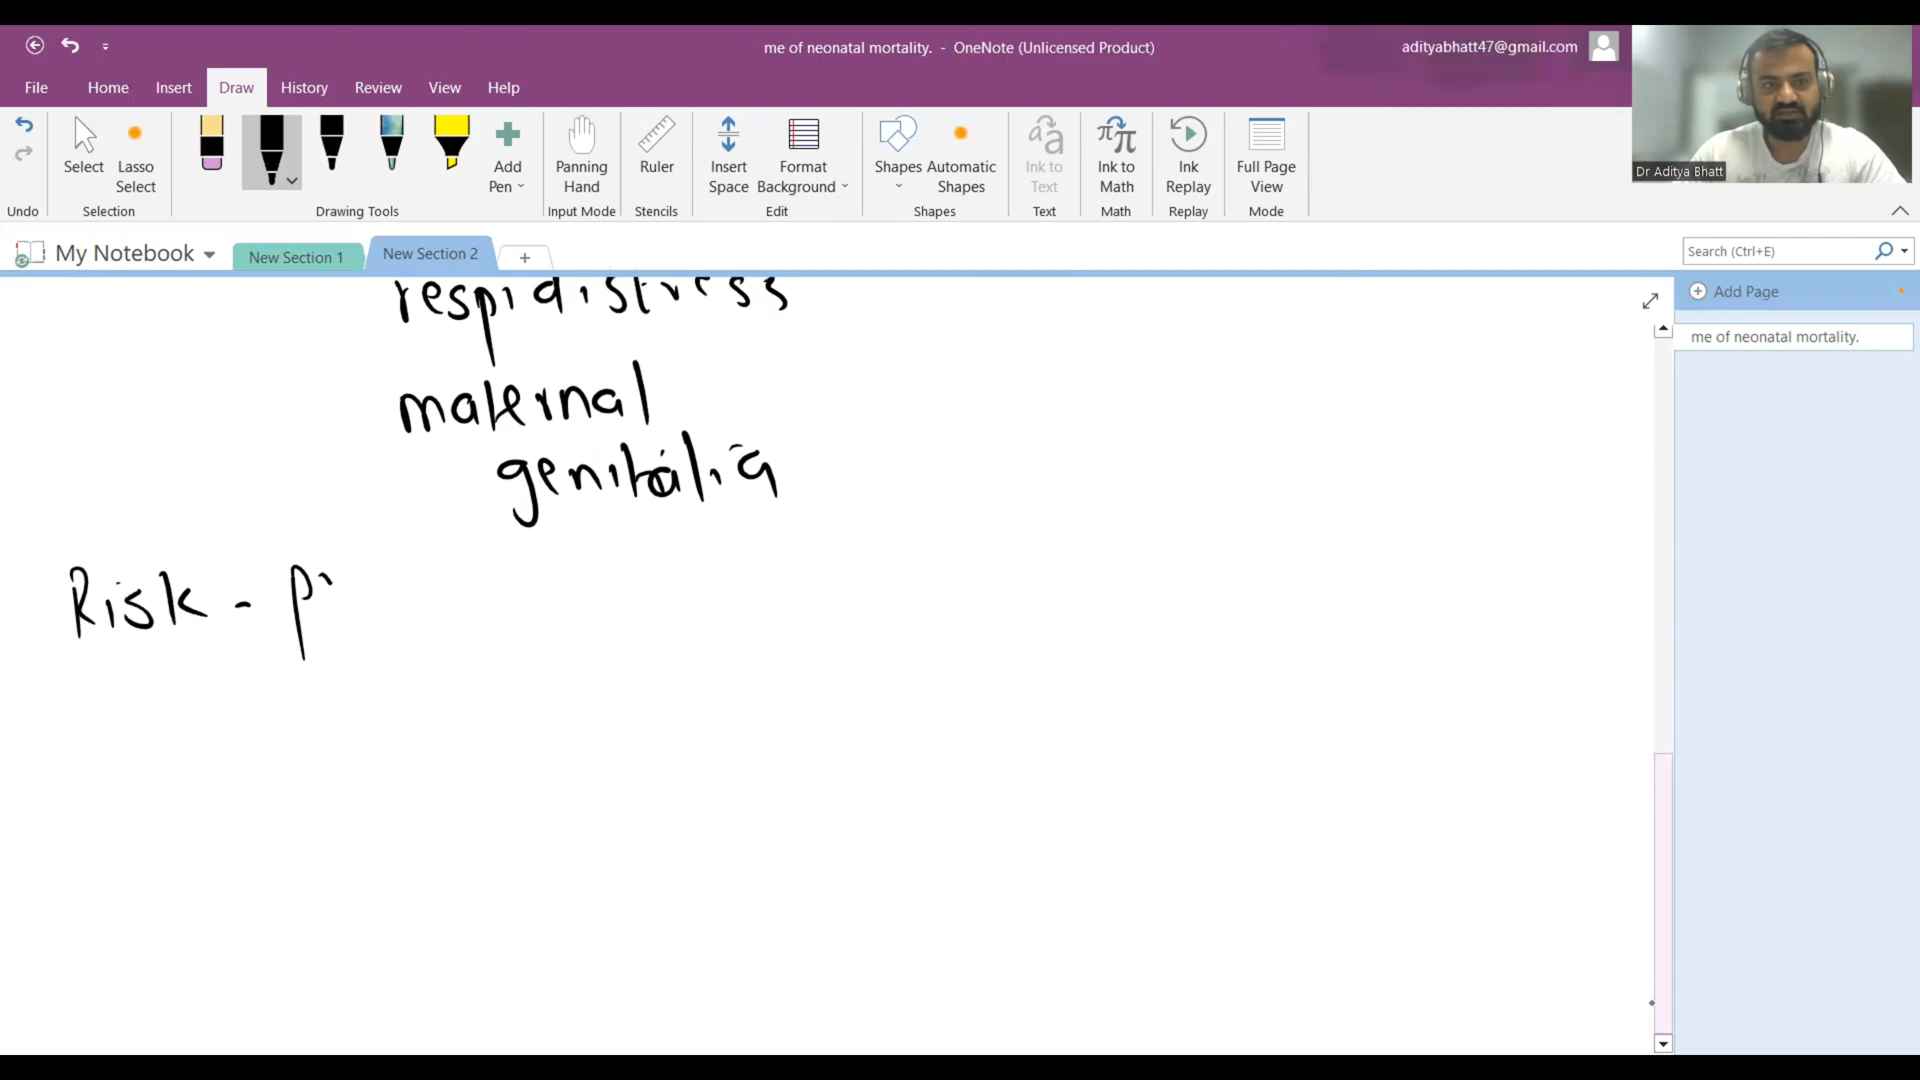 me of neonatal mortality. - OneNote (Unlicensed Product)
adityabhatt47@gmail.com
File Home Insert Draw History Review View Help
Select
Lasso Select
Add Pen
Panning Hand
Ruler
Insert Space
Format Background
Shapes
Automatic Shapes
Ink to Text
Ink to Math
Ink Replay
Full Page View
Dr Aditya Bhatt
Undo Selection Drawing Tools Input Mode Stencils Edit Shapes Text Math Replay Mode
My Notebook New Section 1 New Section 2 +
Search (Ctrl+E)
Add Page
me of neonatal mortality.
respi distress
maternal
genitalia
Risk -